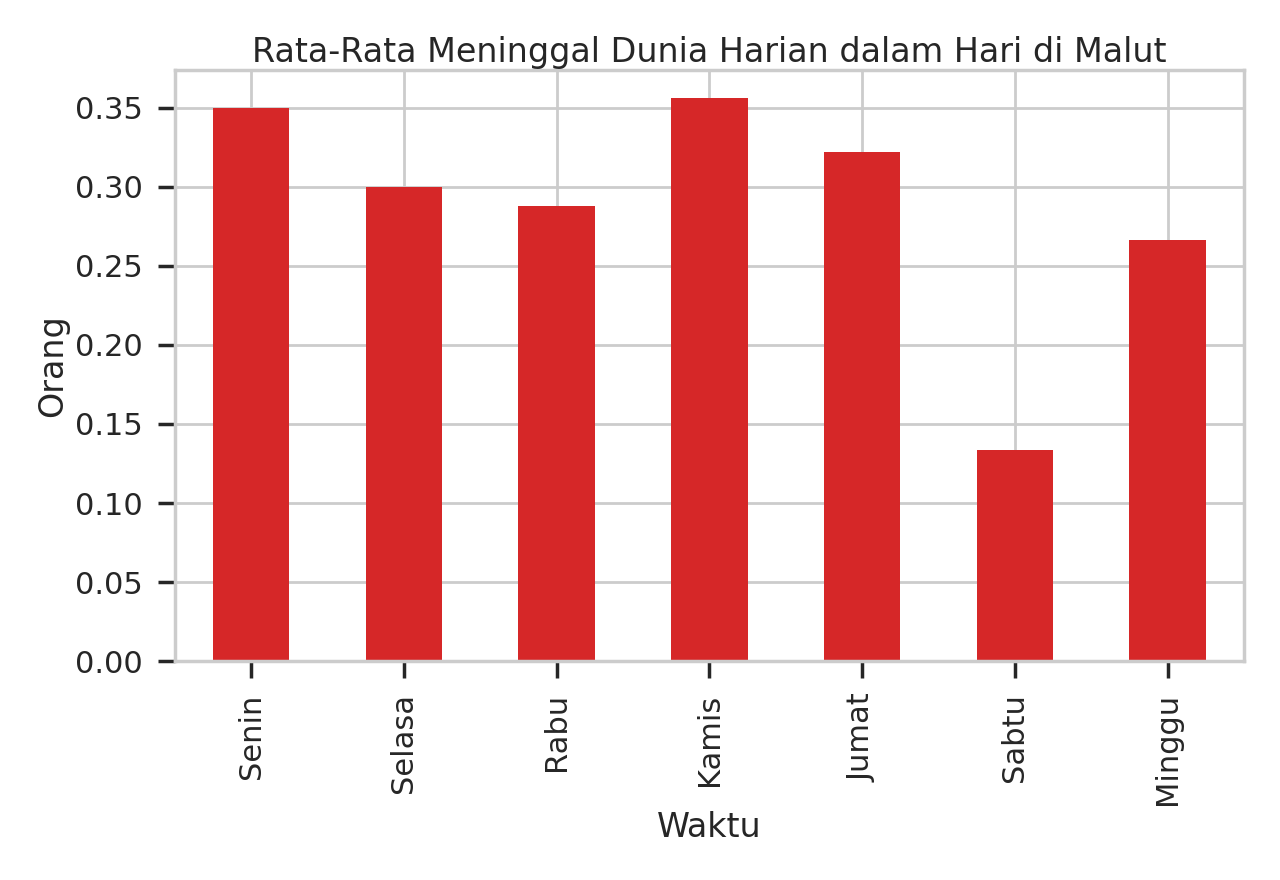 Rata-Rata Meninggal Dunia Harian dalam Hari di Malut
0.35
0.30
0.25
0.20
0.15
0.10
0.05
0.00
Orang
Senin
Selasa
Rabu
Kamis
Jumat
Sabtu
Minggu
Waktu